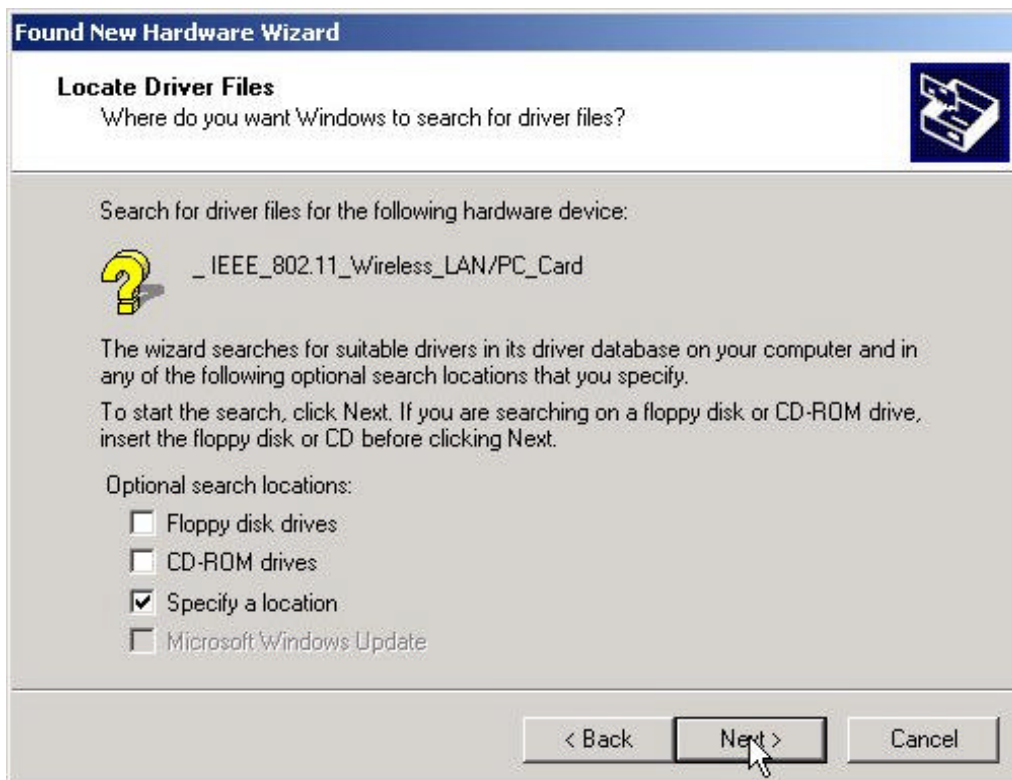 Found New Hardware Wizard
Locate Driver Files
Where do you want Windows to search for driver files?
Search for driver files for the following hardware device:
_ IEEE_802.11_Wireless_LAN/PC_Card
The wizard searches for suitable drivers in its driver database on your computer and in
any of the following optional search locations that you specify.
To start the search, click Next. If you are searching on a floppy disk or CD-ROM drive,
insert the floppy disk or CD before clicking Next.
Optional search locations:
Floppy disk drives
CD-ROM drives
Specify a location
Microsoft Windows Update
< Back Next > Cancel